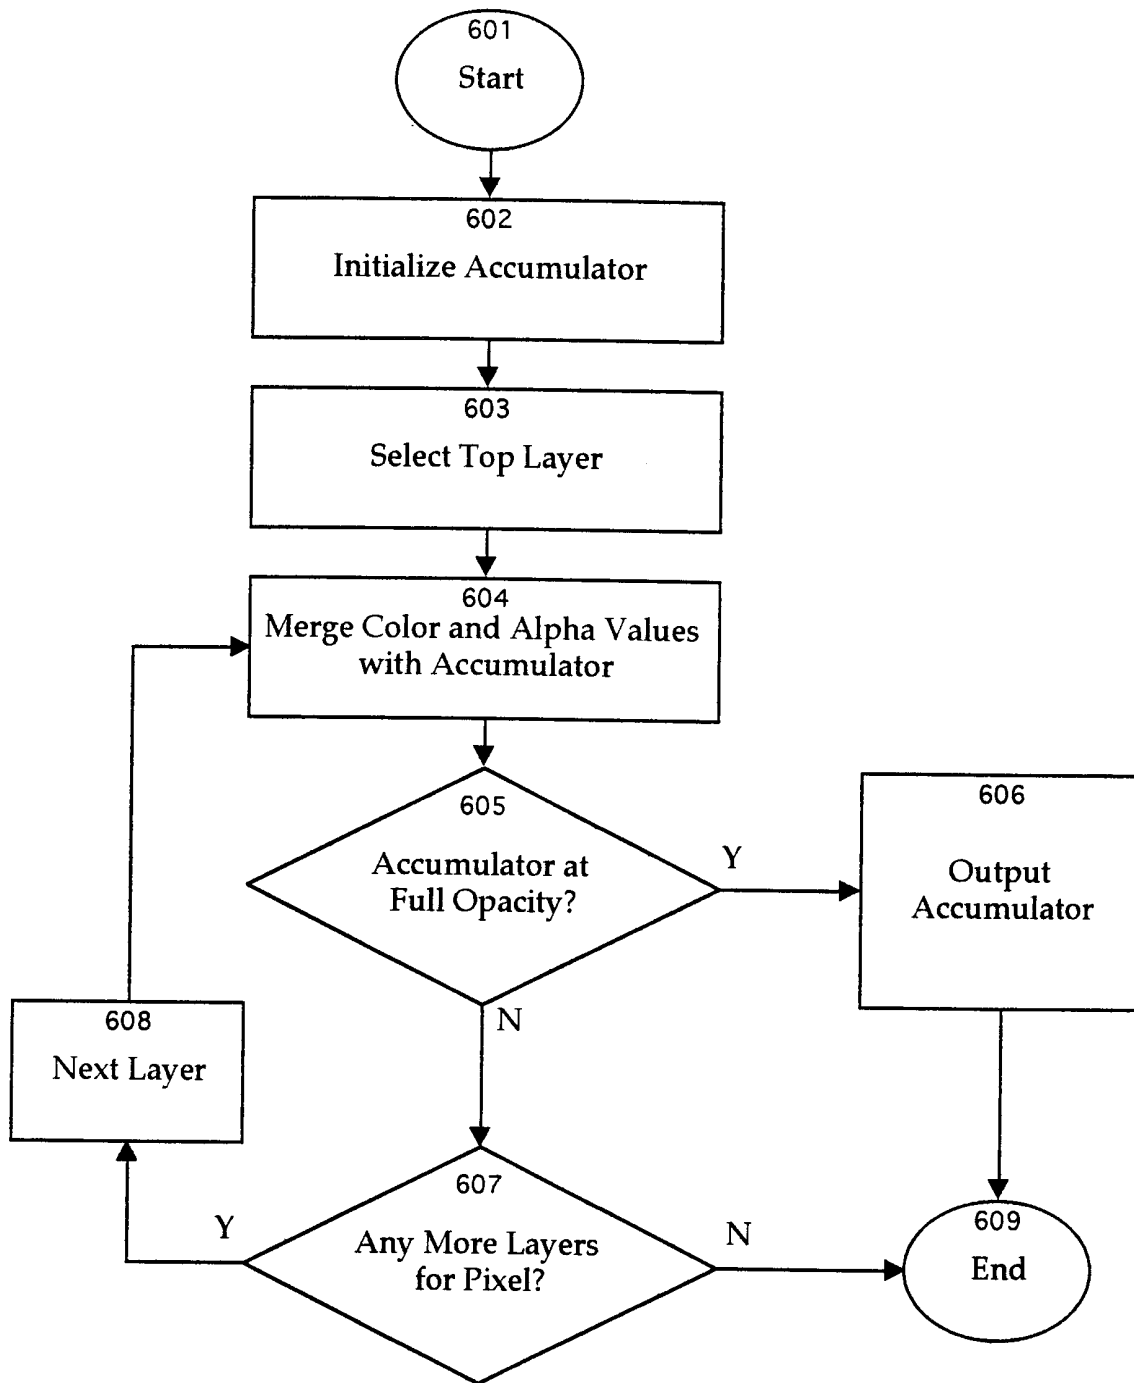 601
Start
602
Initialize Accumulator
603
Select Top Layer
604
Merge Color and Alpha Values
with Accumulator
605
Accumulator at
Full Opacity?
Y
606
Output
Accumulator
N
608
Next Layer
607
Any More Layers
for Pixel?
Y
N
609
End